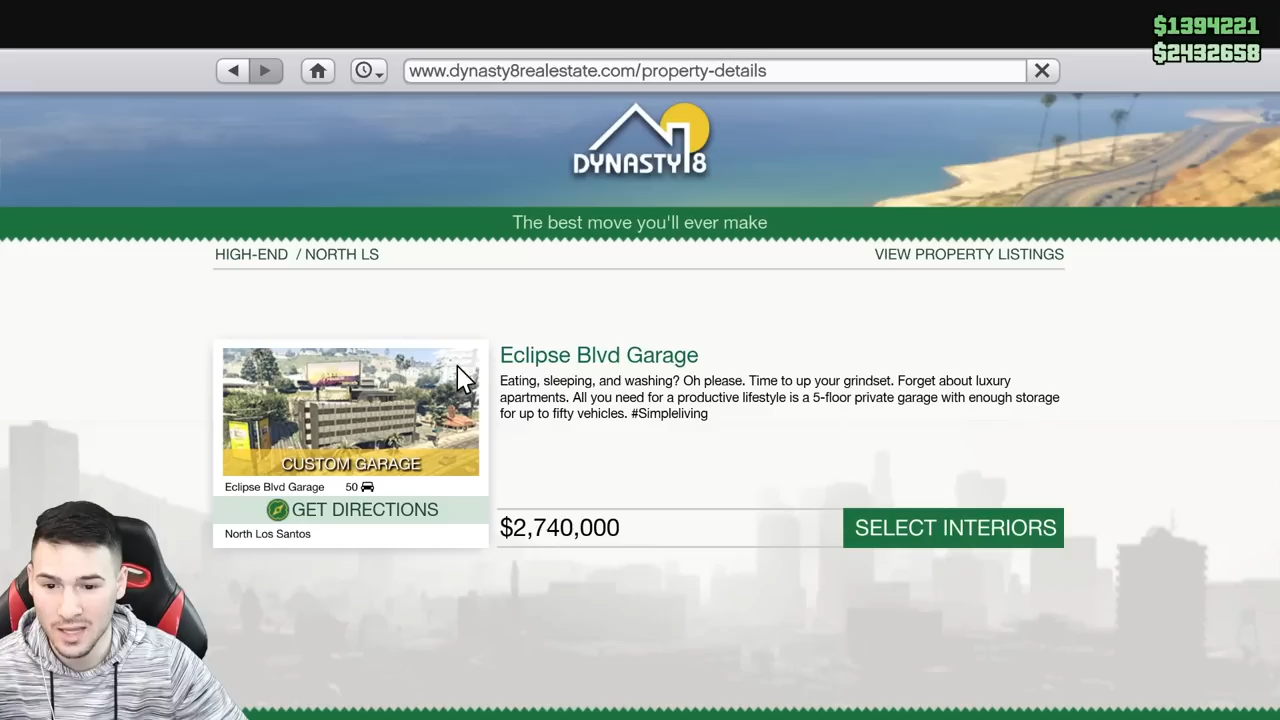 $1394221
$2432658
www.dynasty8realestate.com/property-details
DYNASTY8
The best move you'll ever make
HIGH-END / NORTH LS
VIEW PROPERTY LISTINGS
Eclipse Blvd Garage
Eating, sleeping, and washing? Oh please. Time to up your grindset. Forget about luxury
apartments. All you need for a productive lifestyle is a 5-floor private garage with enough storage
for up to fifty vehicles. #Simpleliving
CUSTOM GARAGE
Eclipse Blvd Garage 50
GET DIRECTIONS
North Los Santos
$2,740,000
SELECT INTERIORS